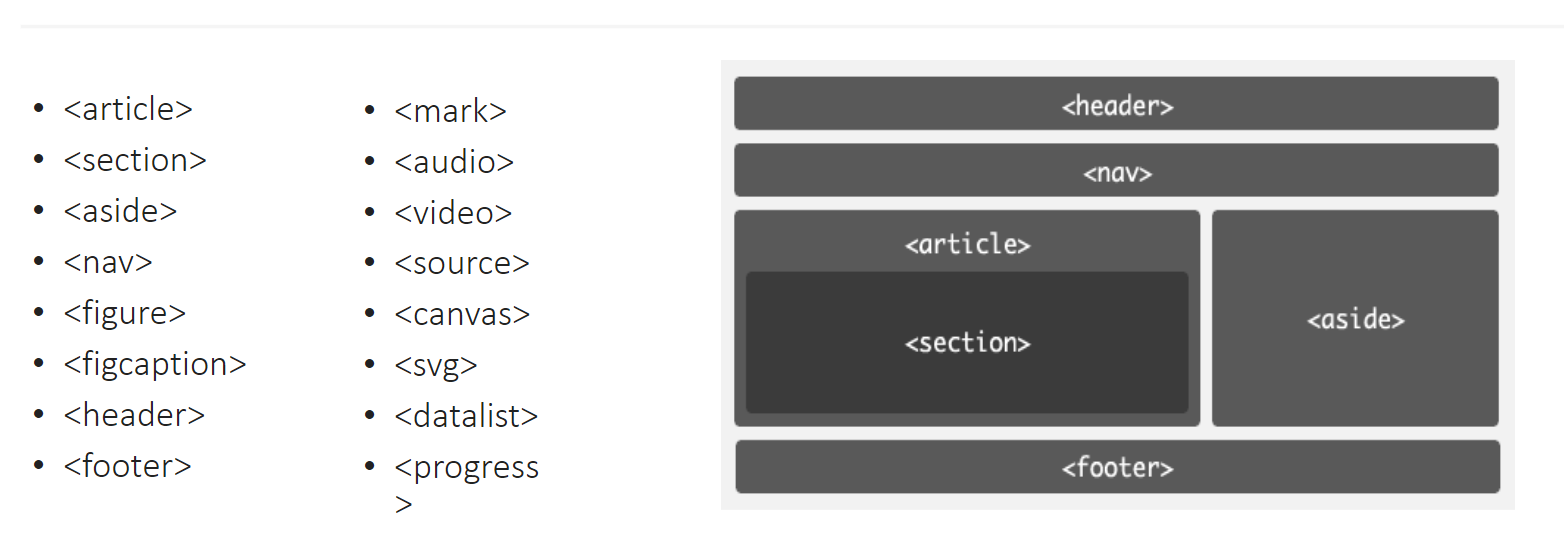 • <article>
• <section>
• <aside>
• <nav>
• <figure>
• <figcaption>
• <header>
• <footer>
• <mark>
• <audio>
• <video>
• <source>
• <canvas>
• <svg>
• <datalist>
• <progress
>
<header>
<nav>
<article>
<section>
<aside>
<footer>